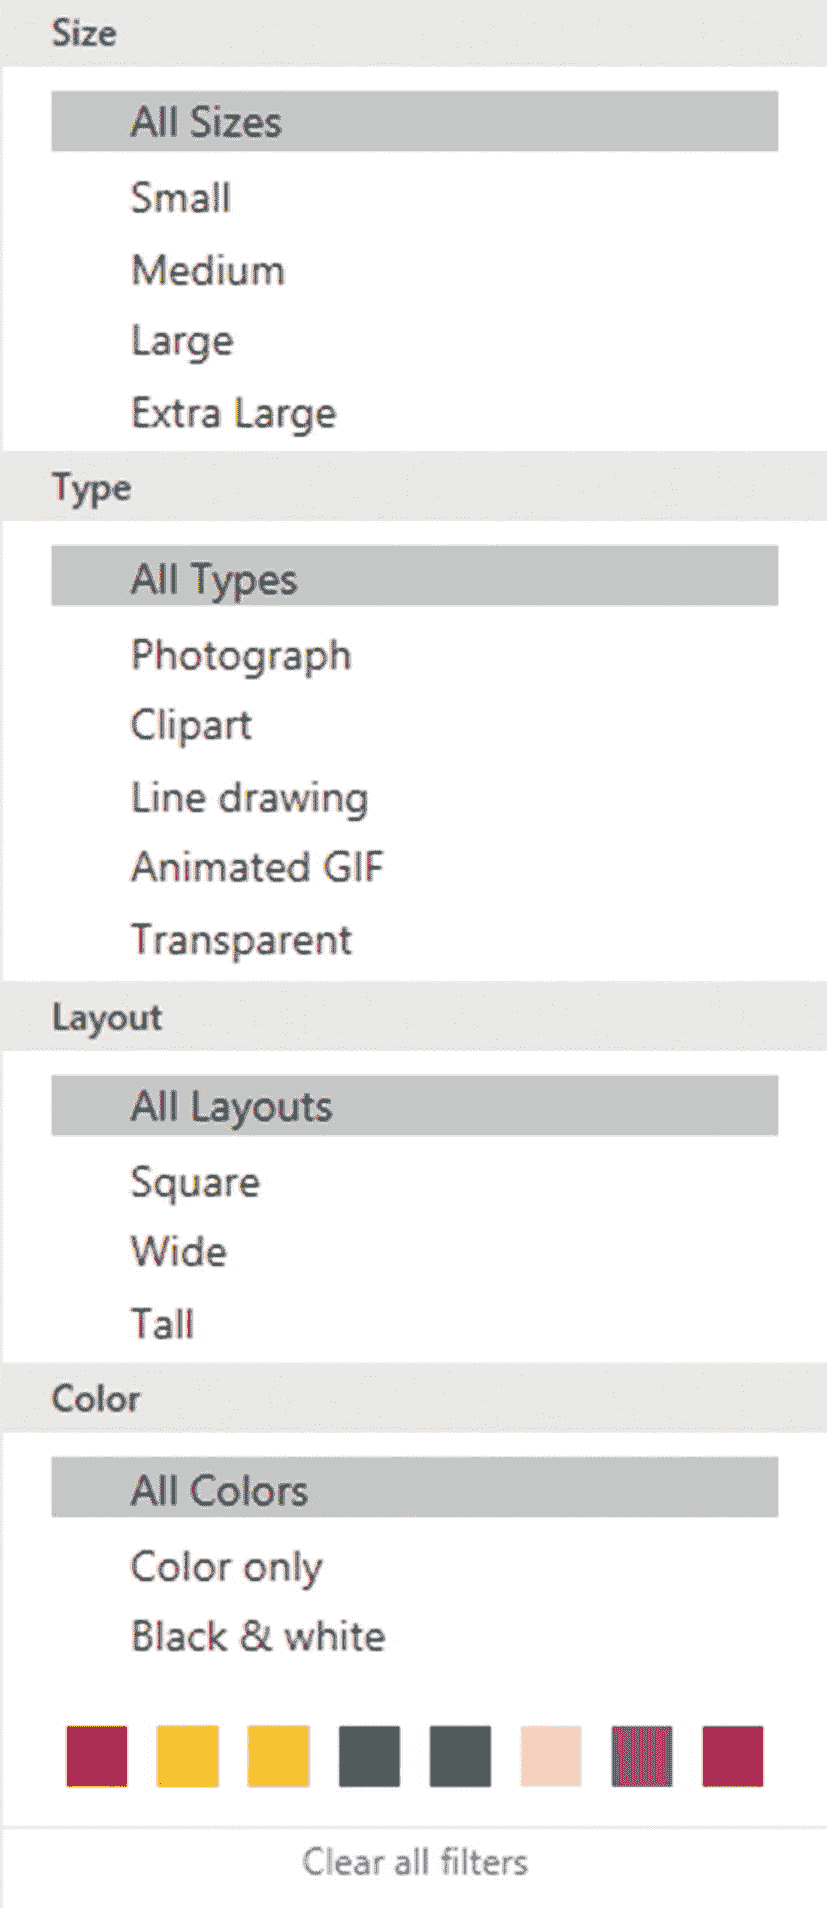 Size
All Sizes
Small
Medium
Large
Extra Large
Type
All Types
Photograph
Clipart
Line drawing
Animated GIF
Transparent
Layout
All Layouts
Square
Wide
Tall
Color
All Colors
Color only
Black & white
Clear all filters